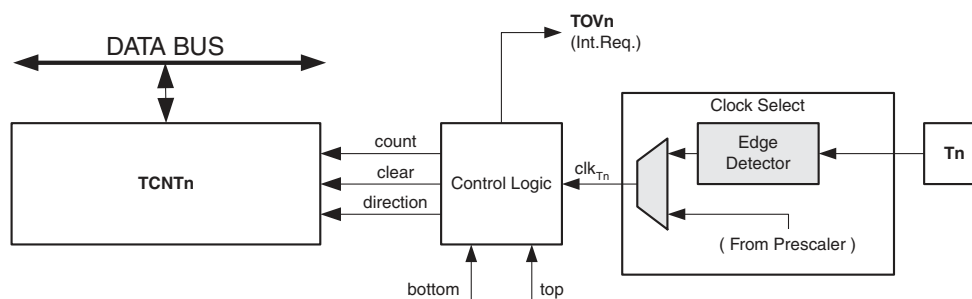 TOVn
(Int.Req.)
DATA BUS
Clock Select
TCNTn
count
clear
direction
Control Logic
clkTn
Edge
Detector
Tn
( From Prescaler )
bottom
top